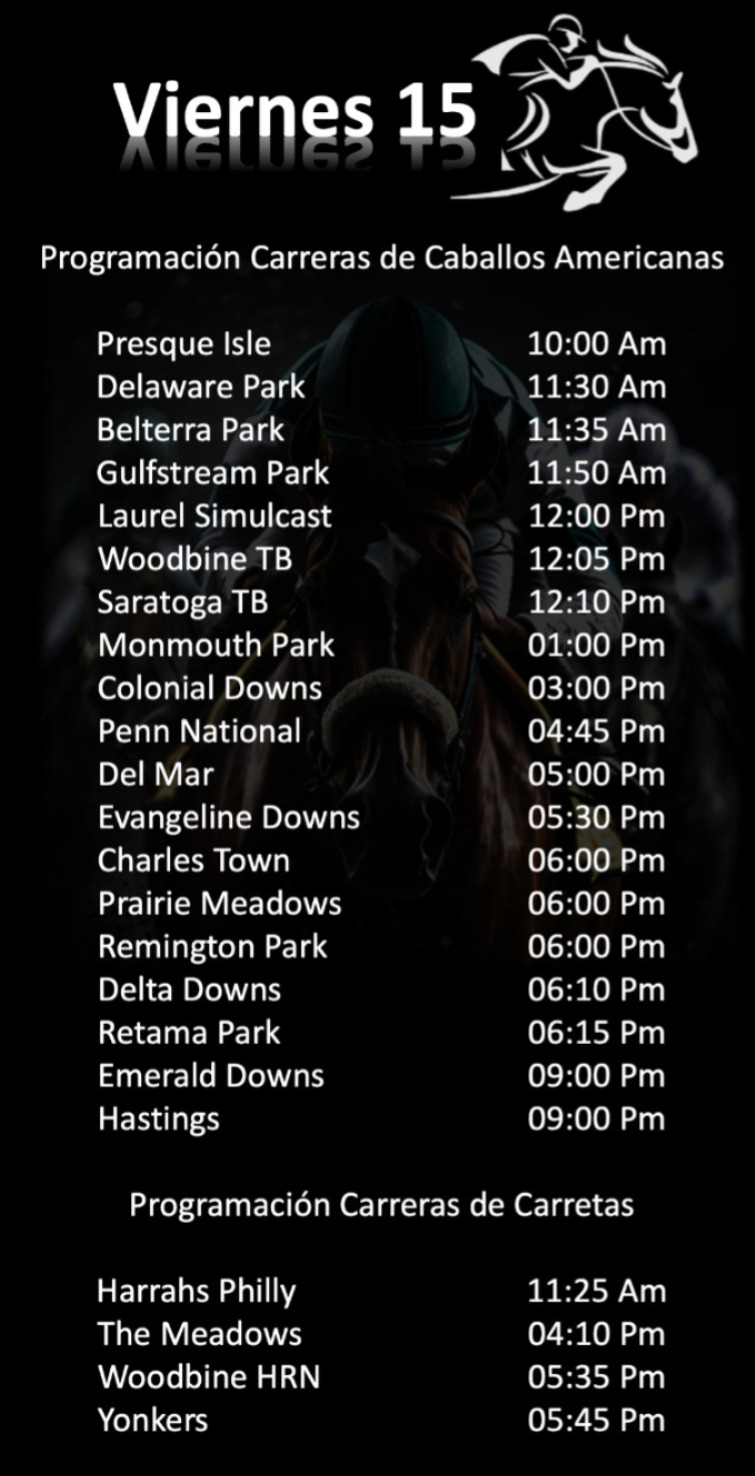 Viernes 15
Programación Carreras de Caballos Americanas
Presque Isle 10:00 Am
Delaware Park 11:30 Am
Belterra Park 11:35 Am
Gulfstream Park 11:50 Am
Laurel Simulcast 12:00 Pm
Woodbine TB 12:05 Pm
Saratoga TB 12:10 Pm
Monmouth Park 01:00 Pm
Colonial Downs 03:00 Pm
Penn National 04:45 Pm
Del Mar 05:00 Pm
Evangeline Downs 05:30 Pm
Charles Town 06:00 Pm
Prairie Meadows 06:00 Pm
Remington Park 06:00 Pm
Delta Downs 06:10 Pm
Retama Park 06:15 Pm
Emerald Downs 09:00 Pm
Hastings 09:00 Pm
Programación Carreras de Carretas
Harrahs Philly 11:25 Am
The Meadows 04:10 Pm
Woodbine HRN 05:35 Pm
Yonkers 05:45 Pm